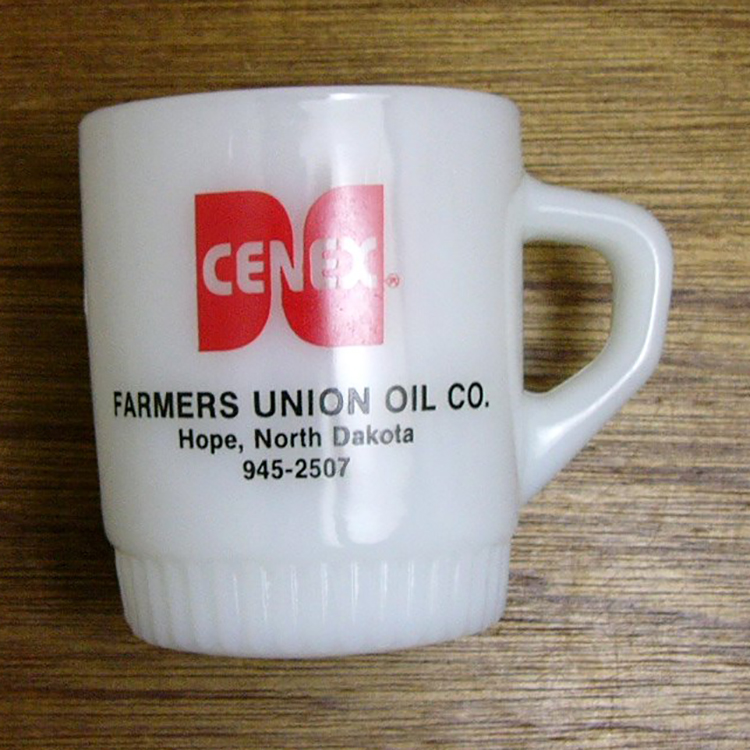 CENEX®
FARMERS UNION OIL CO.
Hope, North Dakota
945-2507